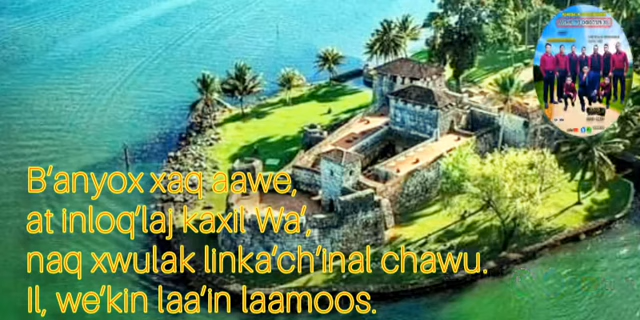 B'anyox xaq aawe,
at inloq'laj kaxil Wa',
naq xwulak linka'ch'inal chawu.
Il, we'kin laa'in laamoos.